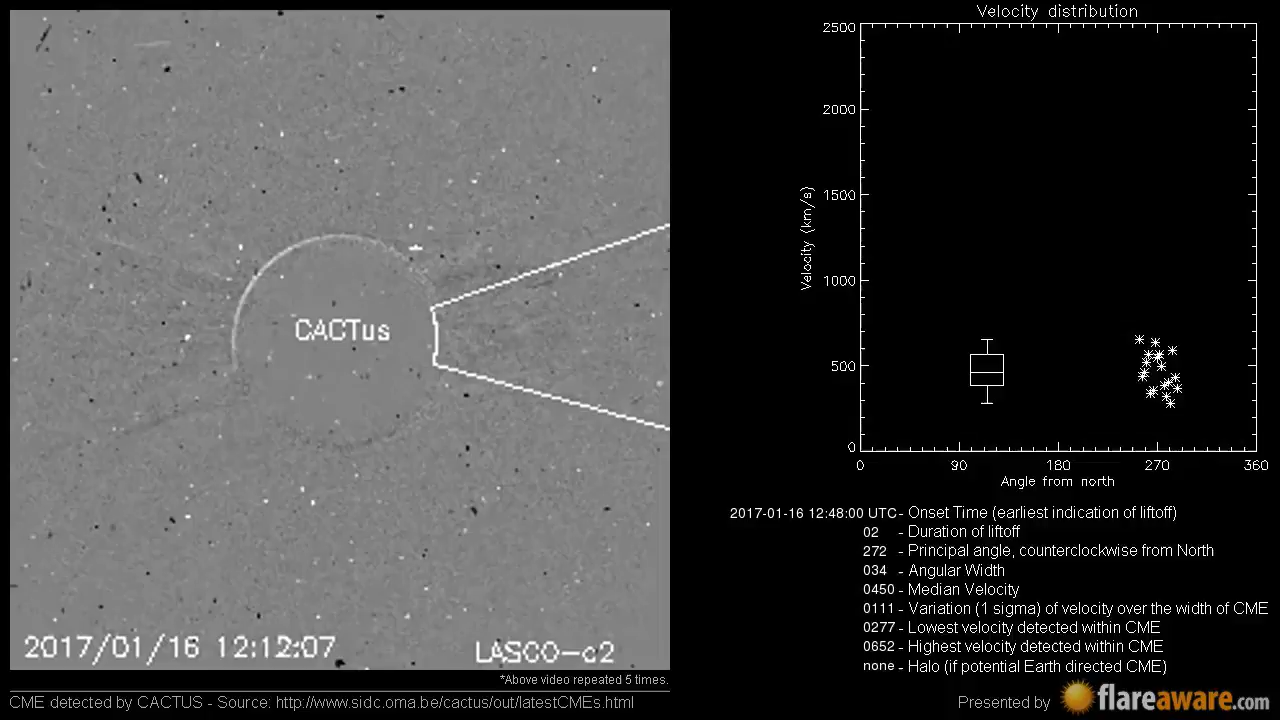 CACTus
2017/01/16 12:12:07
LASCO-c2
*Above video repeated 5 times.
CME detected by CACTUS - Source: http://www.sidc.oma.be/cactus/out/latestCMEs.html
Velocity distribution
2500
2000
1500
1000
500
0
Velocity (km/s)
0 90 180 270 360
Angle from north
2017-01-16 12:48:00 UTC - Onset Time (earliest indication of liftoff)
02 - Duration of liftoff
272 - Principal angle, counterclockwise from North
034 - Angular Width
0450 - Median Velocity
0111 - Variation (1 sigma) of velocity over the width of CME
0277 - Lowest velocity detected within CME
0652 - Highest velocity detected within CME
none - Halo (if potential Earth directed CME)
Presented by flareaware.com